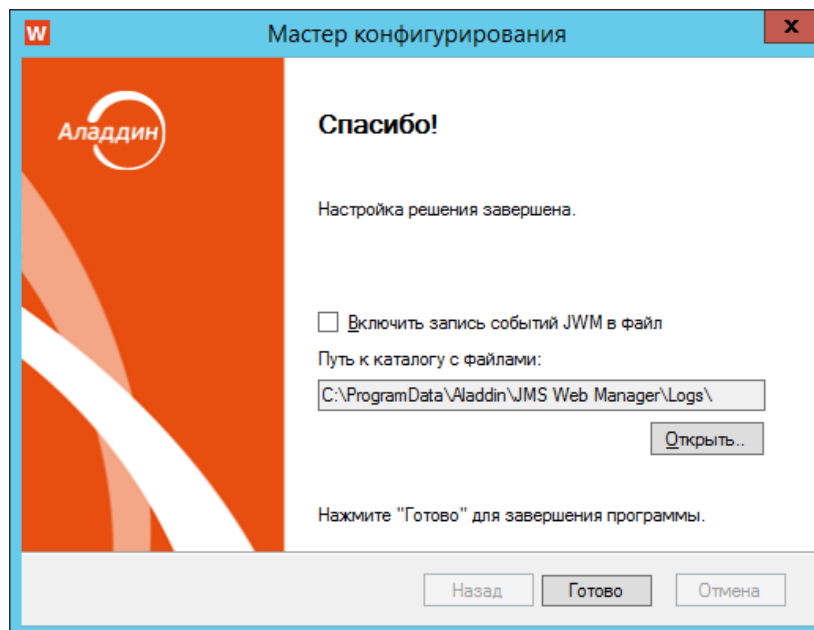 W
Мастер конфигурирования
x
Аладдин
Спасибо!
Настройка решения завершена.
Включить запись событий JWM в файл
Путь к каталогу с файлами:
C:\ProgramData\Aladdin\JMS Web Manager\Logs\
Открыть..
Нажмите "Готово" для завершения программы.
Назад
Готово
Отмена